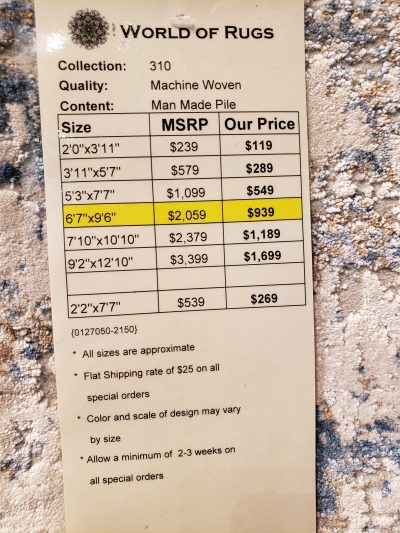 WORLD OF RUGS
Collection: 310
Quality: Machine Woven
Content: Man Made Pile
Size MSRP Our Price
2'0"x3'11" $239 $119
3'11"x5'7" $579 $289
5'3"x7'7" $1,099 $549
6'7"x9'6" $2,059 $939
7'10"x10'10" $2,379 $1,189
9'2"x12'10" $3,399 $1,699
2'2"x7'7" $539 $269
{0127050-2150}
* All sizes are approximate
* Flat Shipping rate of $25 on all
special orders
* Color and scale of design may vary
by size
* Allow a minimum of 2-3 weeks on
all special orders